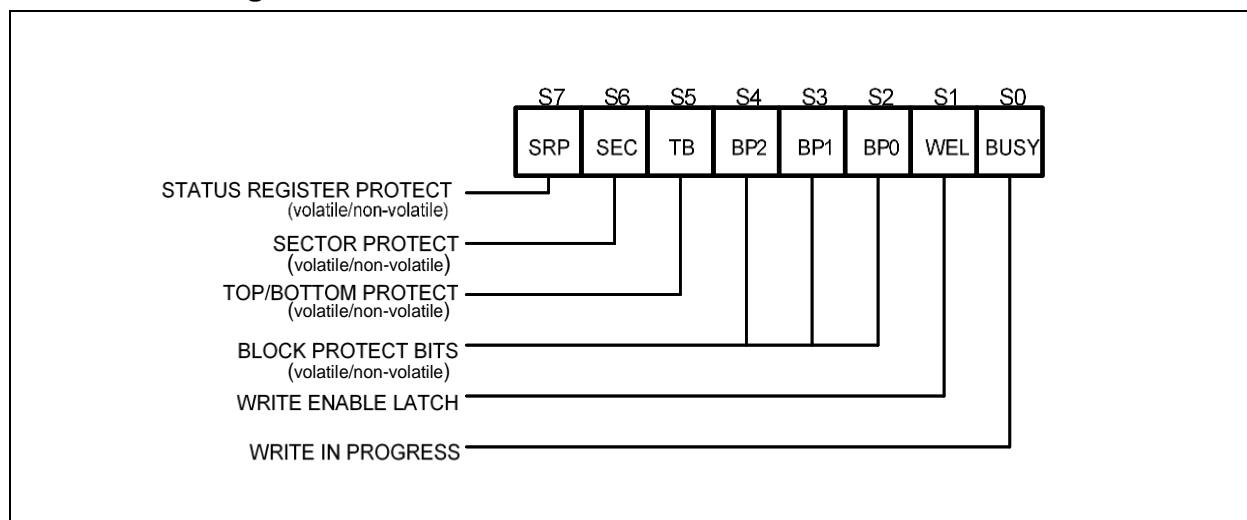 S7 S6 S5 S4 S3 S2 S1 S0
SRP SEC TB BP2 BP1 BP0 WEL BUSY
STATUS REGISTER PROTECT
(volatile/non-volatile)
SECTOR PROTECT
(volatile/non-volatile)
TOP/BOTTOM PROTECT
(volatile/non-volatile)
BLOCK PROTECT BITS
(volatile/non-volatile)
WRITE ENABLE LATCH
WRITE IN PROGRESS